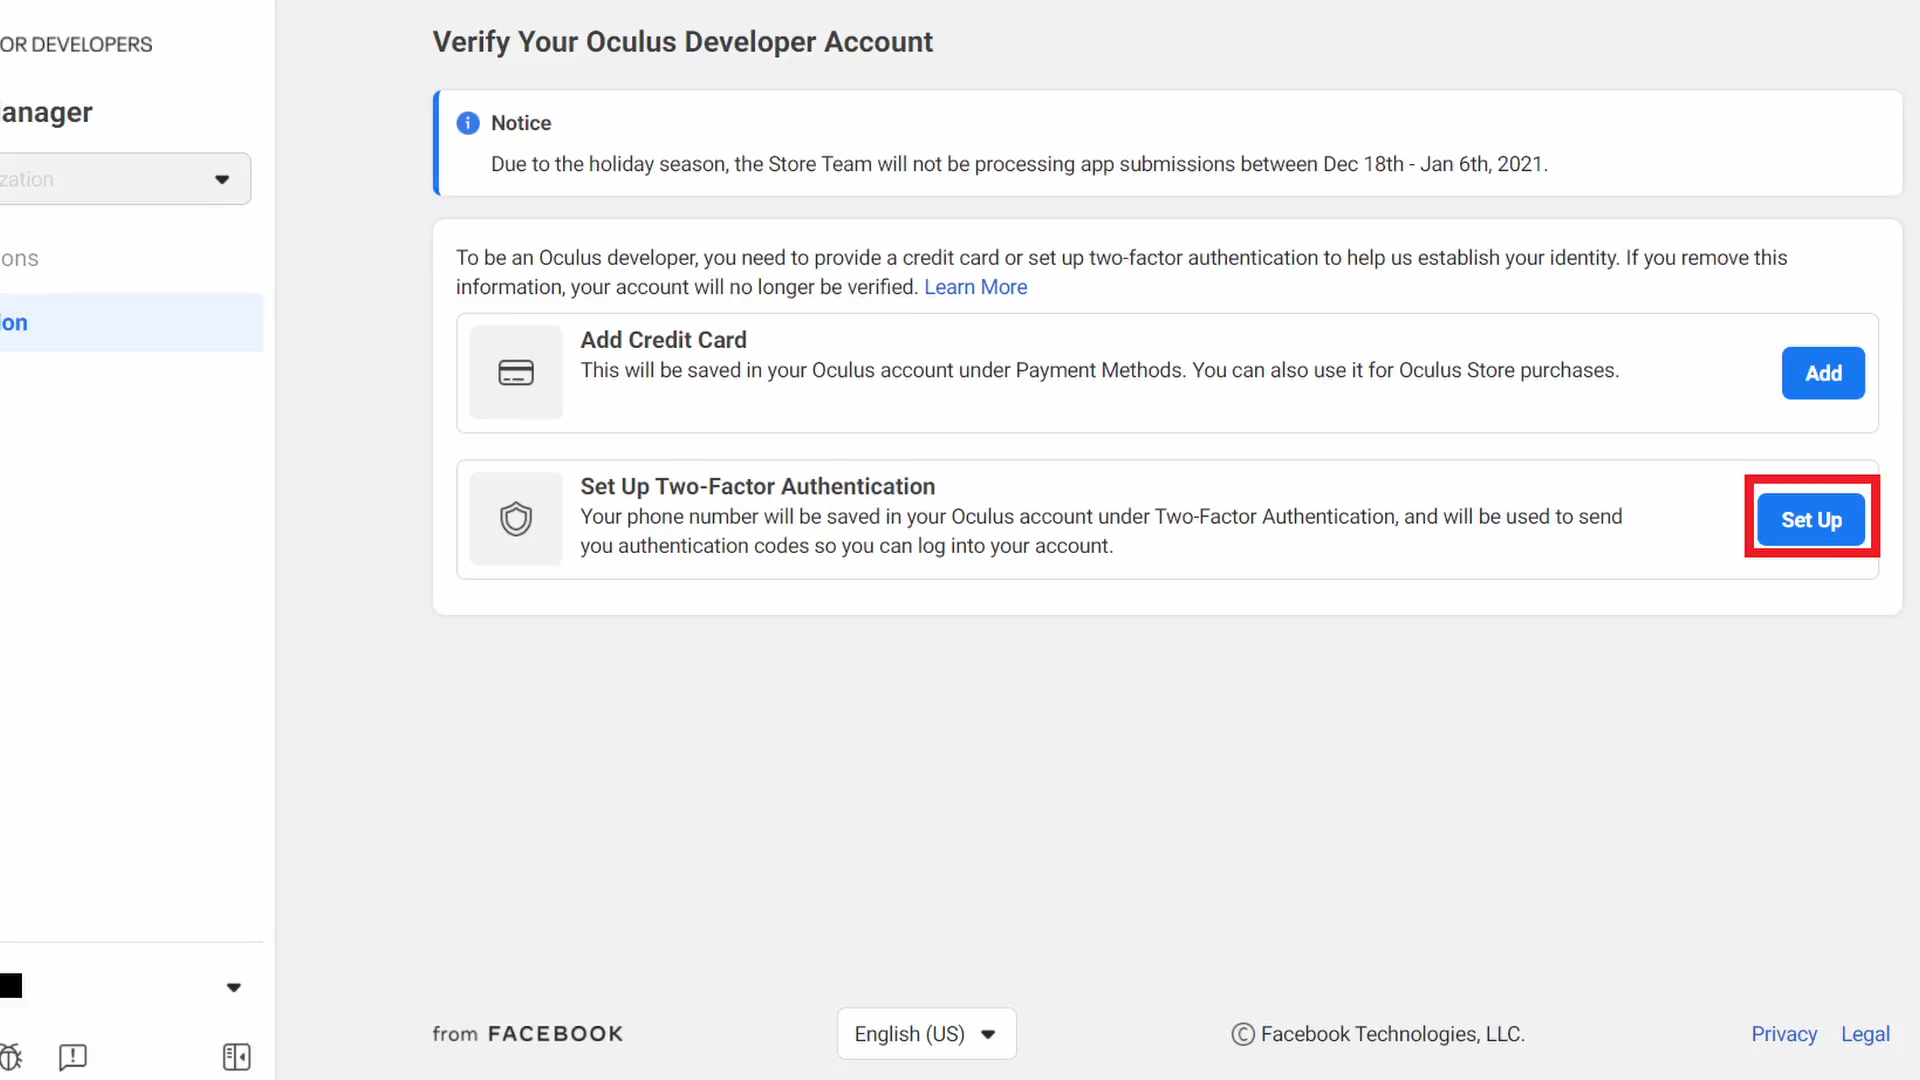 OR DEVELOPERS
anager
zation
ons
ion
Verify Your Oculus Developer Account
Notice
Due to the holiday season, the Store Team will not be processing app submissions between Dec 18th - Jan 6th, 2021.
To be an Oculus developer, you need to provide a credit card or set up two-factor authentication to help us establish your identity. If you remove this
information, your account will no longer be verified. Learn More
Add Credit Card
This will be saved in your Oculus account under Payment Methods. You can also use it for Oculus Store purchases.
Add
Set Up Two-Factor Authentication
Your phone number will be saved in your Oculus account under Two-Factor Authentication, and will be used to send
you authentication codes so you can log into your account.
Set Up
from FACEBOOK
English (US)
© Facebook Technologies, LLC.
Privacy Legal